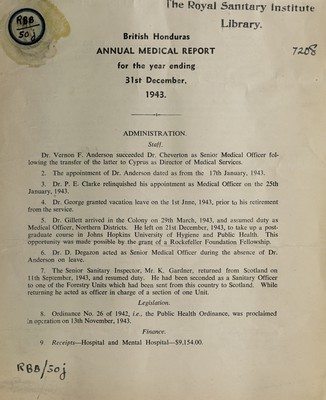 The Royal Sanitary Institute
Library.
RBB
50j
British Honduras
7208
ANNUAL MEDICAL REPORT
for the year ending
31st December,
1943.
ADMINISTRATION.
Staff.
Dr. Vernon F. Anderson succeeded Dr. Cheverton as Senior Medical Officer fol-
lowing the transfer of the latter to Cyprus as Director of Medical Services.
2. The appointment of Dr. Anderson dated as from the 17th January, 1943.
3. Dr. P. E. Clarke relinquished his appointment as Medical Officer on the 25th
January, 1943.
4. Dr. George granted vacation leave on the 1st June, 1943, prior to his retirement
from the service.
5. Dr. Gillett arrived in the Colony on 29th March, 1943, and assumed duty as
Medical Officer, Northern Districts. He left on 21st December, 1943, to take up a post-
graduate course in Johns Hopkins University of Hygiene and Public Health. This
opportunity was made possible by the grant of a Rockefeller Foundation Fellowship.
6. Dr. D. Degazon acted as Senior Medical Officer during the absence of Dr.
Anderson on leave.
7. The Senior Sanitary Inspector, Mr. K. Gardner, returned from Scotland on
11th September, 1943, and resumed duty. He had been seconded as a Sanitary Officer
to one of the Forestry Units which had been sent from this country to Scotland. While
returning he acted as officer in charge of a section of one Unit.
Legislation.
8. Ordinance No. 26 of 1942, i.e., the Public Health Ordinance, was proclaimed
in operation on 13th November, 1943.
Finance.
9. Receipts—Hospital and Mental Hospital—$9,154.00.
RBB/50j